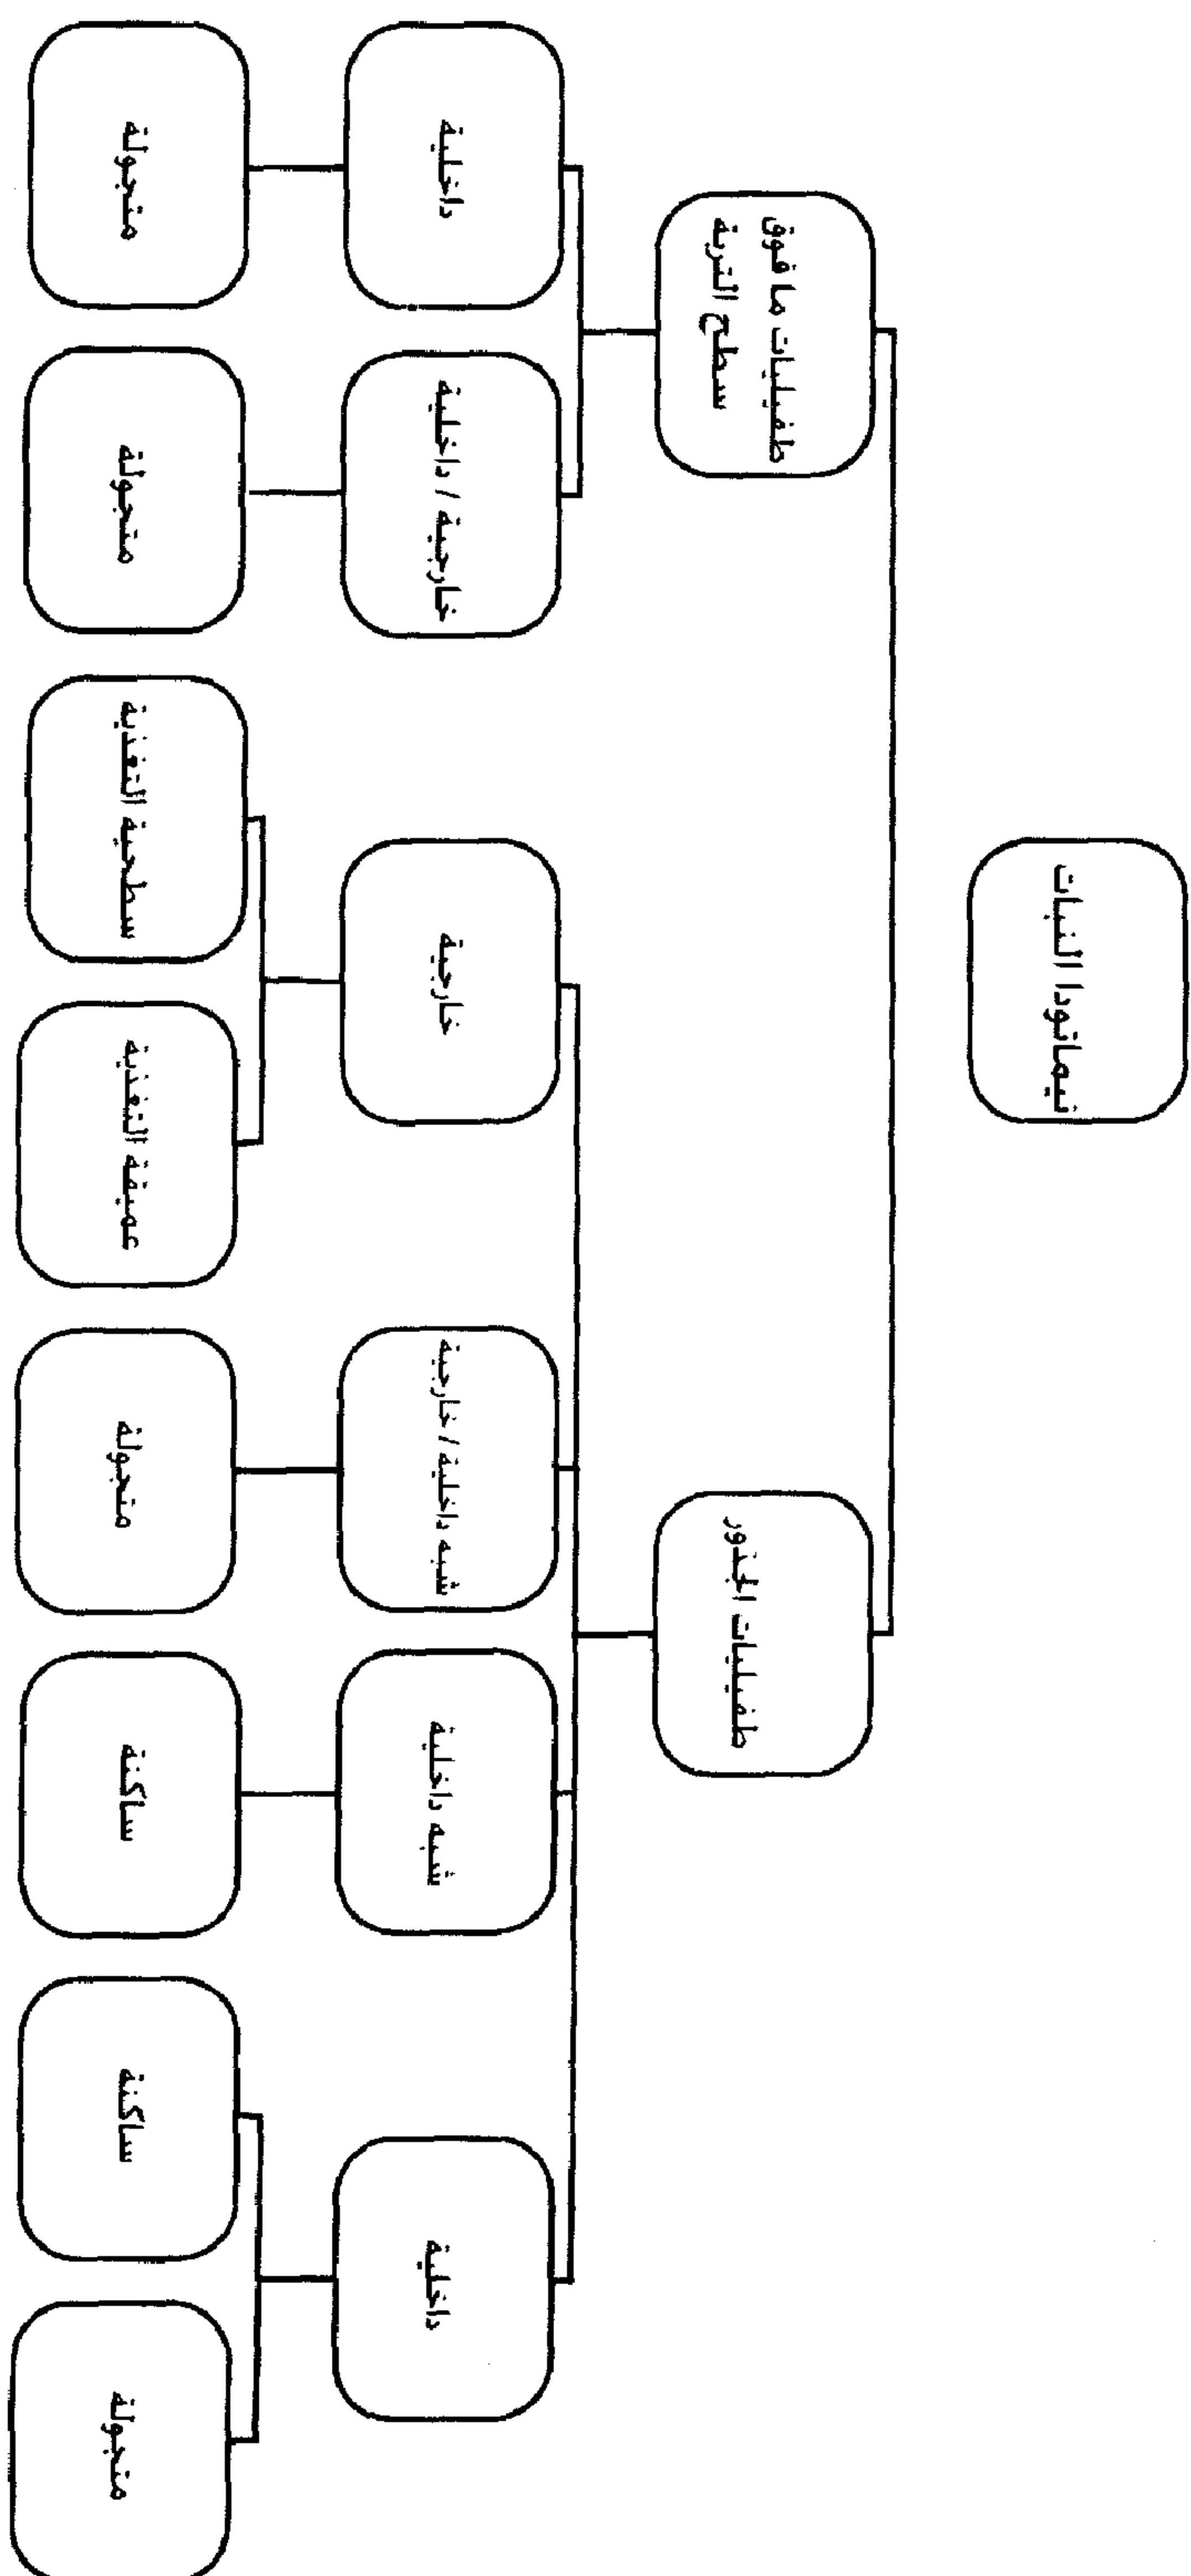 نيماتودا النبات
طفيليات الجذور
طفيليات ما فوق
سطح التربة
داخلية
شبه داخلية
شبه داخلية / خارجية
خارجية
خارجية / داخلية
داخلية
متجولة
ساكنة
ساكنة
متجولة
عميقة التغذية
سطحية التغذية
متجولة
متجولة